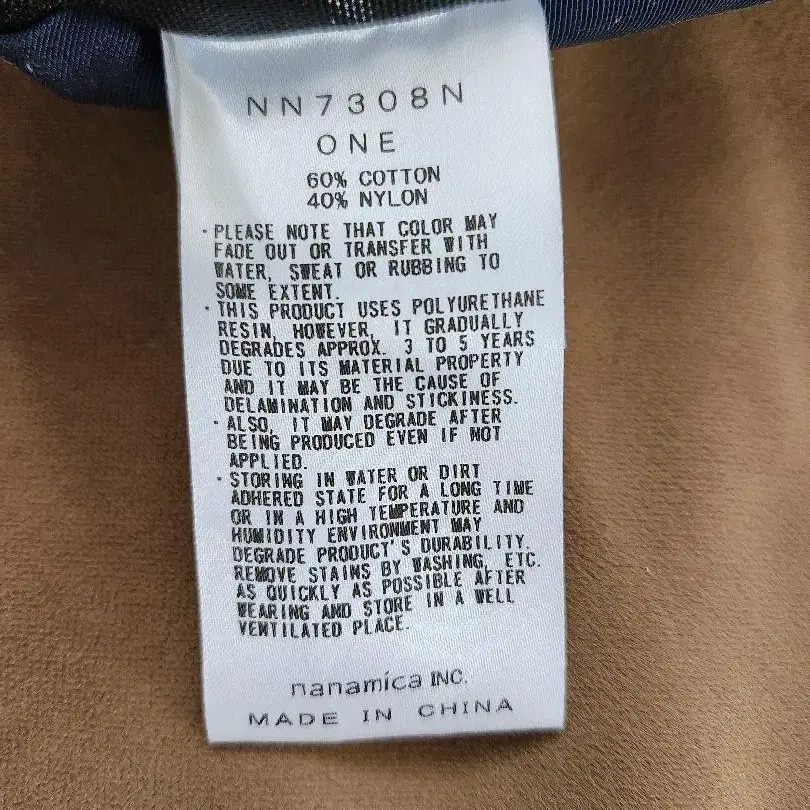 NN7308N
ONE
60% COTTON
40% NYLON
・PLEASE NOTE THAT COLOR MAY
FADE OUT OR TRANSFER WITH
WATER, SWEAT OR RUBBING TO
SOME EXTENT.
・THIS PRODUCT USES POLYURETHANE
RESIN, HOWEVER, IT GRADUALLY
DEGRADES APPROX. 3 TO 5 YEARS
DUE TO ITS MATERIAL PROPERTY
AND IT MAY BE THE CAUSE OF
DELAMINATION AND STICKINESS.
・ALSO, IT MAY DEGRADE AFTER
BEING PRODUCED EVEN IF NOT
APPLIED.
・STORING IN WATER OR DIRT
ADHERED STATE FOR A LONG TIME
OR IN A HIGH TEMPERATURE AND
HUMIDITY ENVIRONMENT MAY
DEGRADE PRODUCT'S DURABILITY.
REMOVE STAINS BY WASHING, ETC.
AS QUICKLY AS POSSIBLE AFTER
WEARING AND STORE IN A WELL
VENTILATED PLACE.
nanamica INC.
MADE IN CHINA